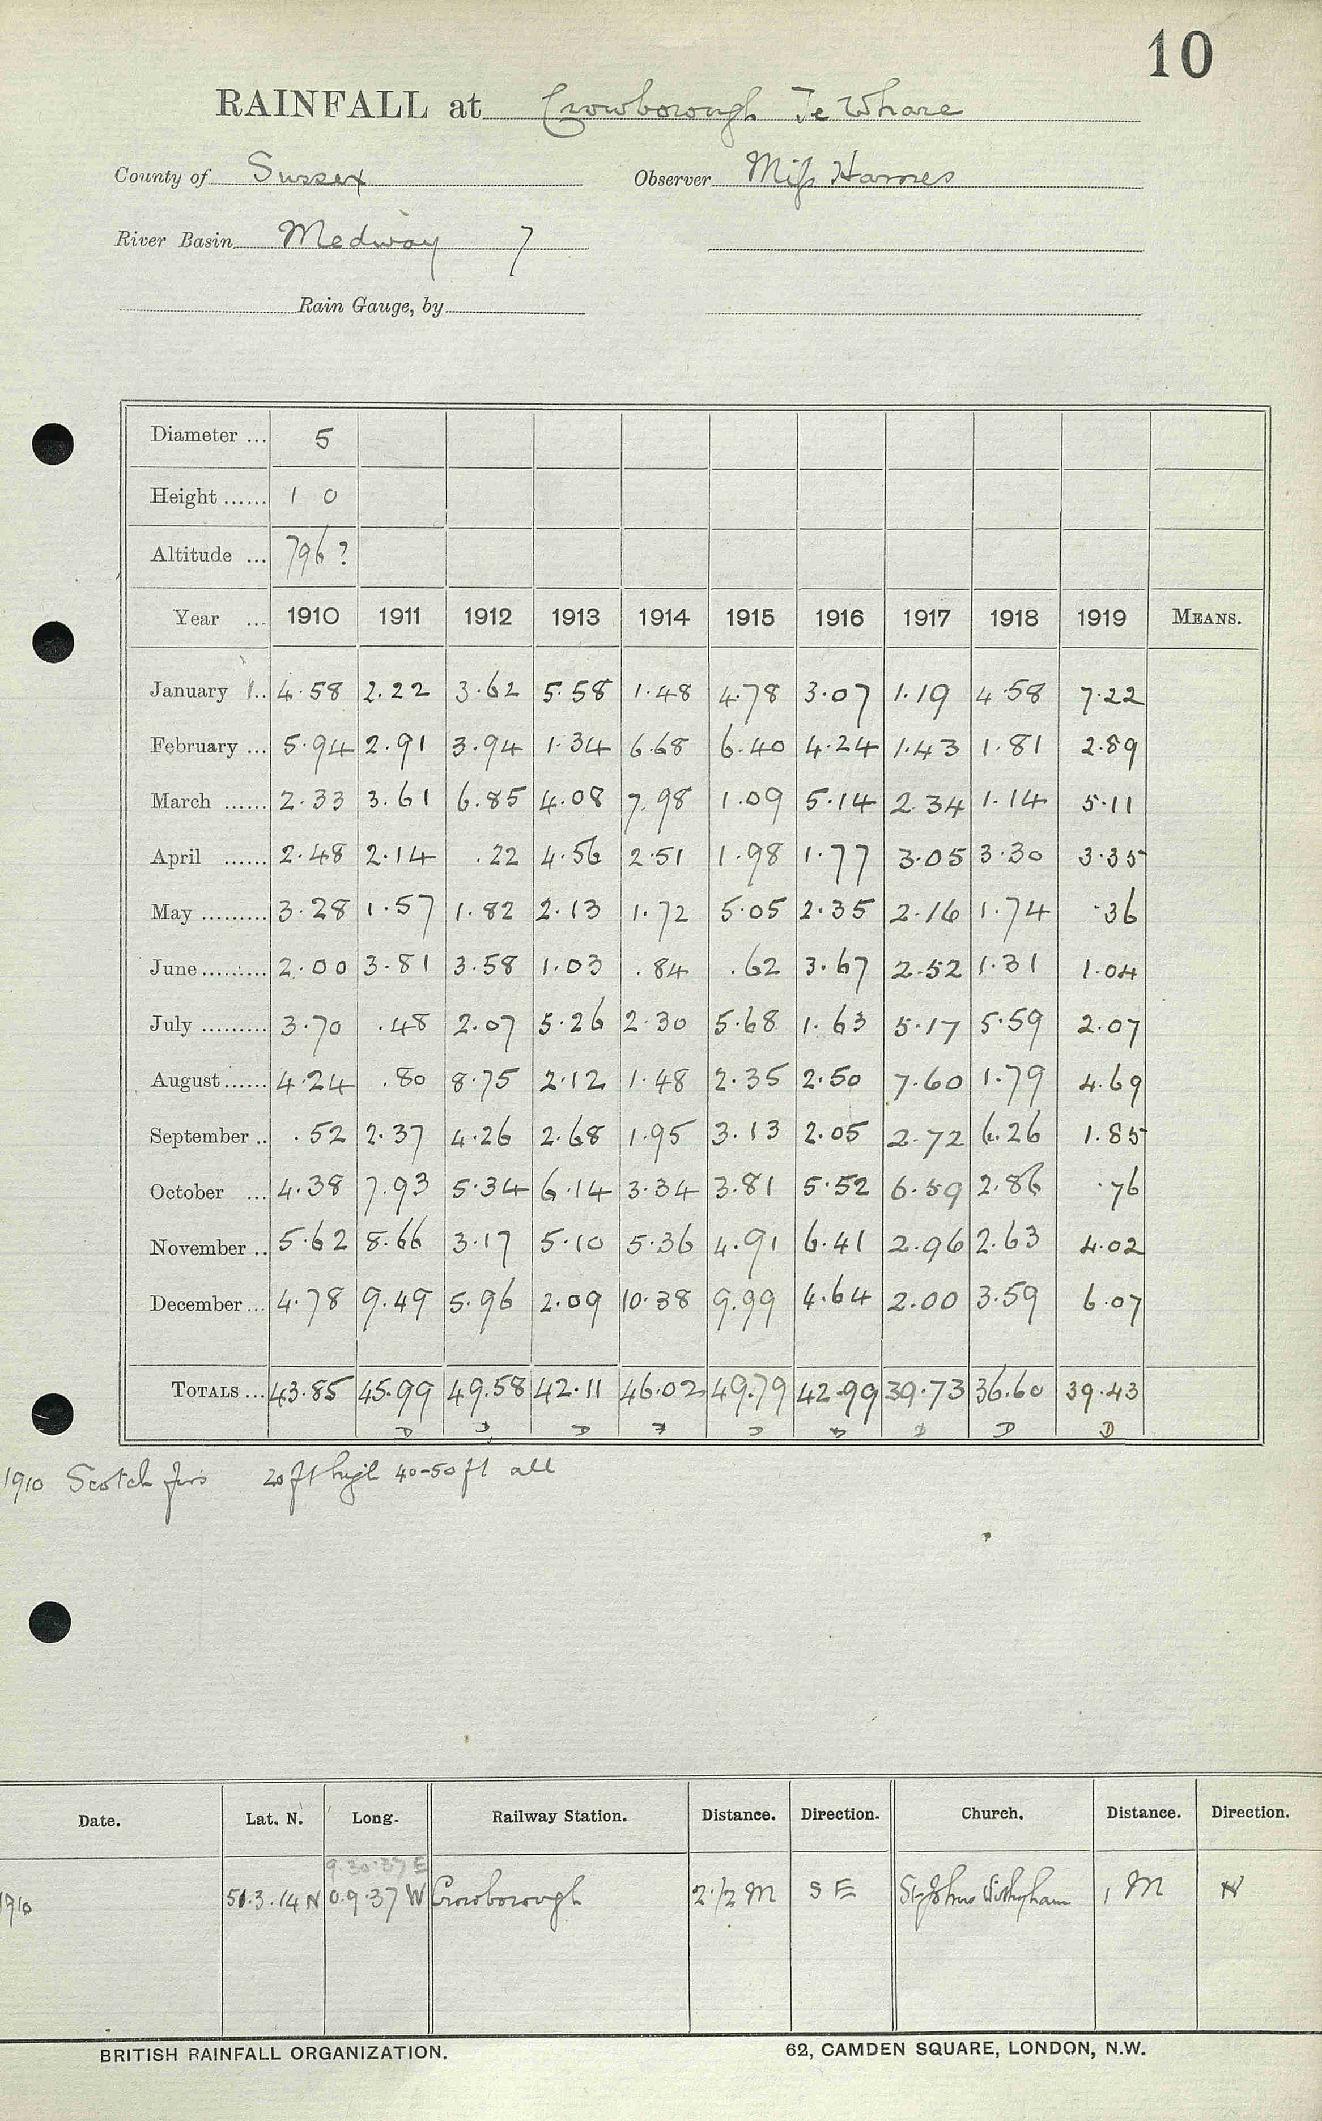 10
RAINFALL at Crowborough Te Whare
County of Sussex Observer Miss Harries
River Basin Medway 7
Rain Gauge, by
Diameter ... 5
Height ...... 1 0
Altitude ... 796?
Year ... 1910 1911 1912 1913 1914 1915 1916 1917 1918 1919 MEANS.
January 1.. 4.58 2.22 3.62 5.58 1.48 4.78 3.07 1.19 4.58 7.22
February ... 5.94 2.91 3.94 1.34 6.68 6.40 4.24 1.43 1.81 2.89
March ...... 2.33 3.61 6.85 4.08 7.98 1.09 5.14 2.34 1.14 5.11
April ...... 2.48 2.14 .22 4.56 2.51 1.98 1.77 3.05 3.30 3.35
May ......... 3.28 1.57 1.82 2.13 1.72 5.05 2.35 2.16 1.74 .36
June ......... 2.00 3.81 3.58 1.03 .84 .62 3.67 2.52 1.31 1.04
July ......... 3.70 .48 2.07 5.26 2.30 5.68 1.63 5.17 5.59 2.07
August ...... 4.24 .80 8.75 2.12 1.48 2.35 2.50 7.60 1.79 4.69
September .. .52 2.37 4.26 2.68 1.95 3.13 2.05 2.72 6.26 1.85
October ... 4.38 7.93 5.34 6.14 3.34 3.81 5.52 6.59 2.86 .76
November .. 5.62 8.66 3.17 5.10 5.36 4.91 6.41 2.96 2.63 4.02
December ... 4.78 9.49 5.96 2.09 10.38 9.99 4.64 2.00 3.59 6.07
TOTALS ... 43.85 45.99 49.58 42.11 46.02 49.79 42.99 39.73 36.60 39.43
D D D D D D D D D
1910 Scotch firs 20 ft high 40-50 ft all
Date. Lat. N. Long. Railway Station. Distance. Direction. Church. Distance. Direction.
9.30.37 E
1910 51.3.14 N 0.9.37 W Crowborough 2 1/2 M S E St Johns 1 M N
BRITISH RAINFALL ORGANIZATION. 62, CAMDEN SQUARE, LONDON, N.W.